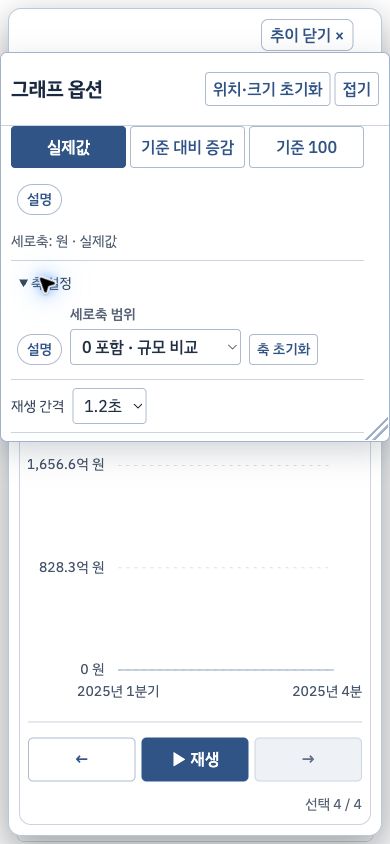 추이 닫기 ×
그래프 옵션
위치·크기 초기화
접기
실제값
기준 대비 증감
기준 100
설명
세로축: 원 · 실제값
▼ 축 설정
세로축 범위
설명
0 포함 · 규모 비교
축 초기화
재생 간격
1.2초
1,656.6억 원
828.3억 원
0 원
2025년 1분기
2025년 4분
←
▶ 재생
→
선택 4 / 4